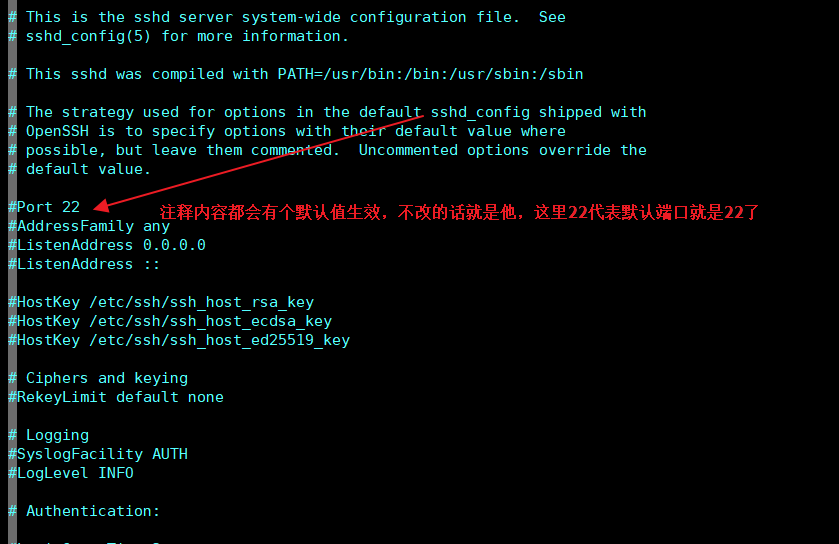 # This is the sshd server system-wide configuration file.  See
# sshd_config(5) for more information.
# This sshd was compiled with PATH=/usr/bin:/bin:/usr/sbin:/sbin
# The strategy used for options in the default sshd_config shipped with
# OpenSSH is to specify options with their default value where
# possible, but leave them commented.  Uncommented options override the
# default value.
#Port 22
注释内容都会有个默认值生效，不改的话就是他，这里22代表默认端口就是22了
#AddressFamily any
#ListenAddress 0.0.0.0
#ListenAddress ::
#HostKey /etc/ssh/ssh_host_rsa_key
#HostKey /etc/ssh/ssh_host_ecdsa_key
#HostKey /etc/ssh/ssh_host_ed25519_key
# Ciphers and keying
#RekeyLimit default none
# Logging
#SyslogFacility AUTH
#LogLevel INFO
# Authentication: